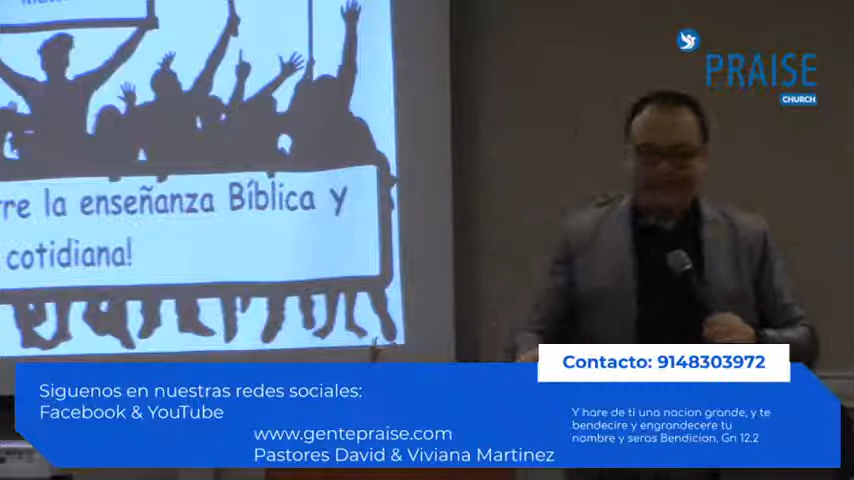 PRAISE
CHURCH
re la enseñanza Bíblica y
cotidiana!
Contacto: 9148303972
Siguenos en nuestras redes sociales:
Facebook & YouTube
www.gentepraise.com
Pastores David & Viviana Martinez
Y hare de ti una nacion grande, y te
bendecire y engrandecere tu
nombre y seras Bendicion, Gn 12,2